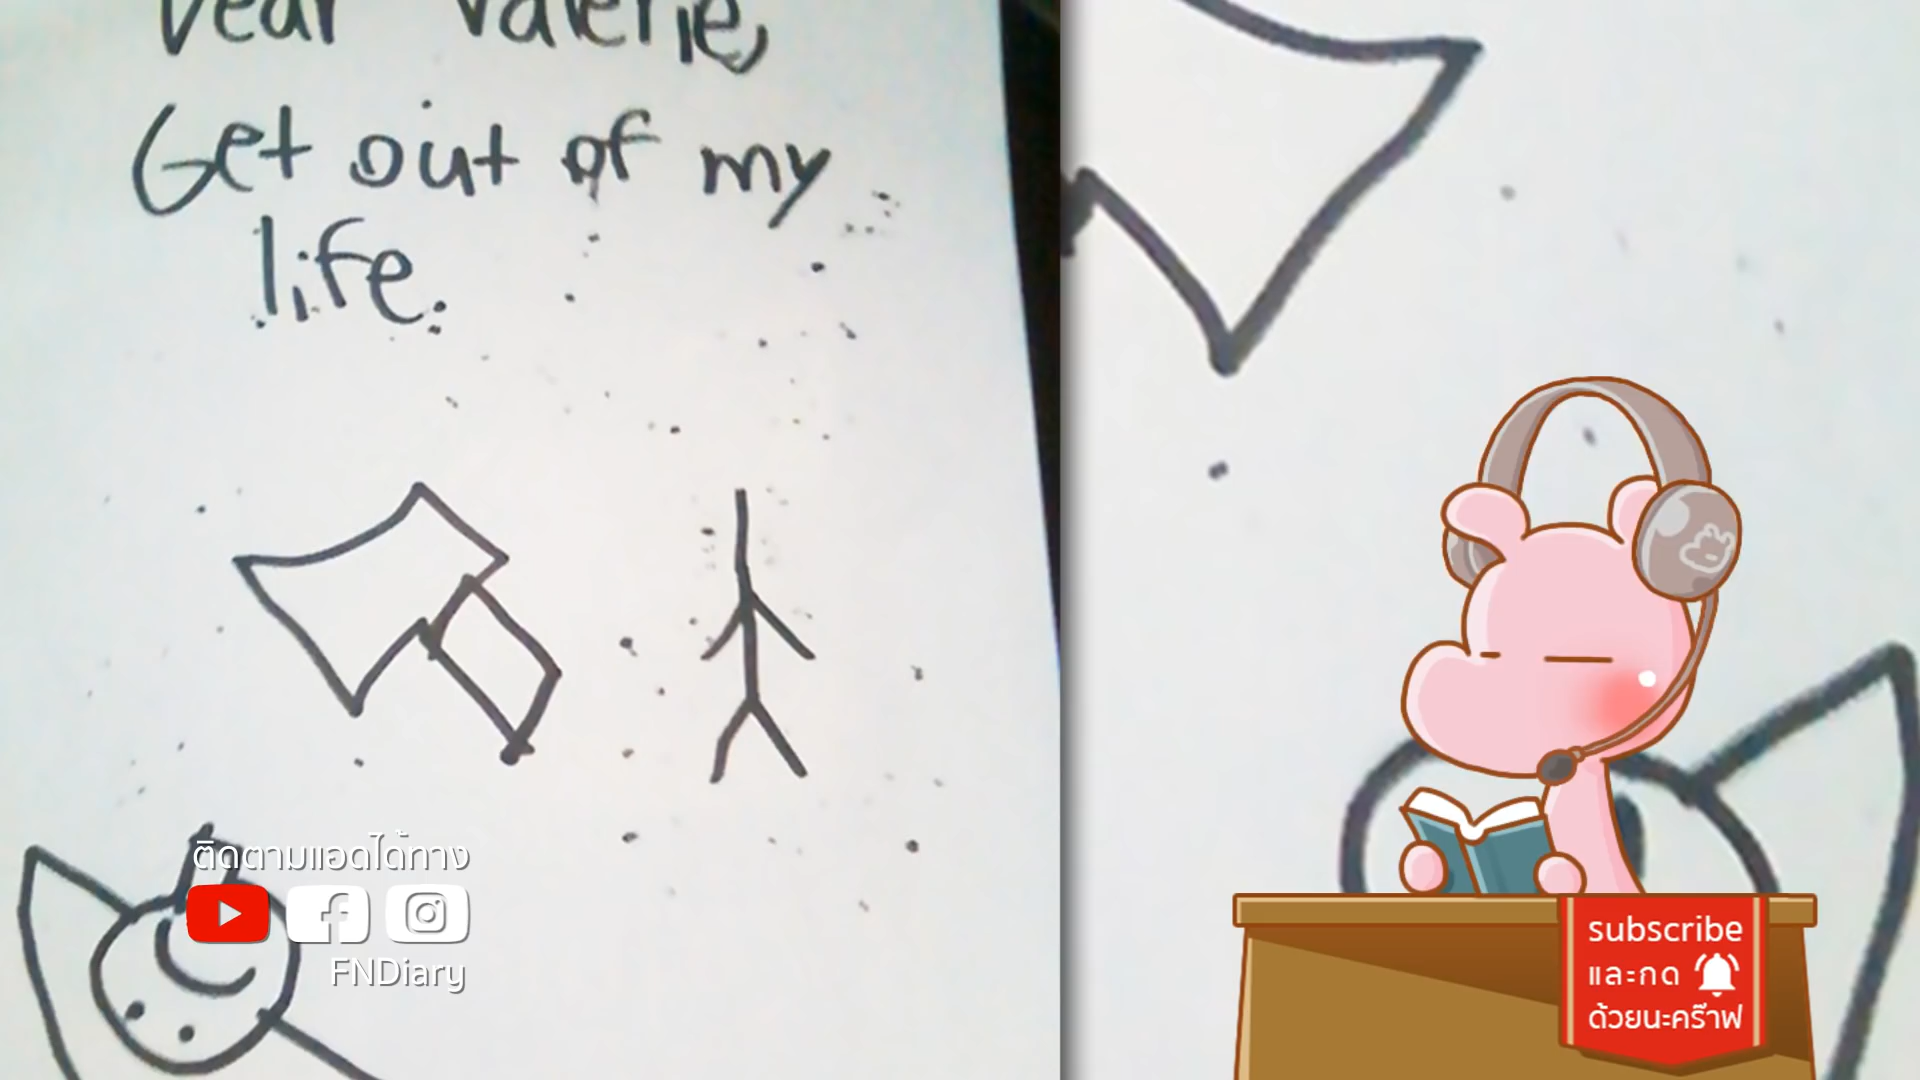 Dear Valerie,
Get out of my
life.
ติดตามแอดได้ทาง
FNDiary
subscribe
และกด
ด้วยนะคร๊าฟ